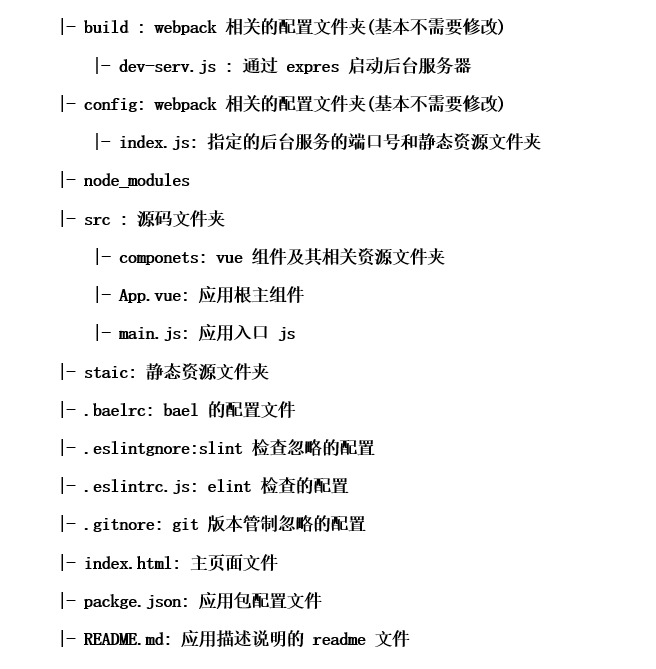 |- build : webpack 相关的配置文件夹(基本不需要修改)
|- dev-serv.js : 通过 expres 启动后台服务器
|- config: webpack 相关的配置文件夹(基本不需要修改)
|- index.js: 指定的后台服务的端口号和静态资源文件夹
|- node_modules
|- src : 源码文件夹
|- componets: vue 组件及其相关资源文件夹
|- App.vue: 应用根主组件
|- main.js: 应用入口 js
|- staic: 静态资源文件夹
|- .baelrc: bael 的配置文件
|- .eslintgnore:slint 检查忽略的配置
|- .eslintrc.js: elint 检查的配置
|- .gitnore: git 版本管制忽略的配置
|- index.html: 主页面文件
|- packge.json: 应用包配置文件
|- README.md: 应用描述说明的 readme 文件